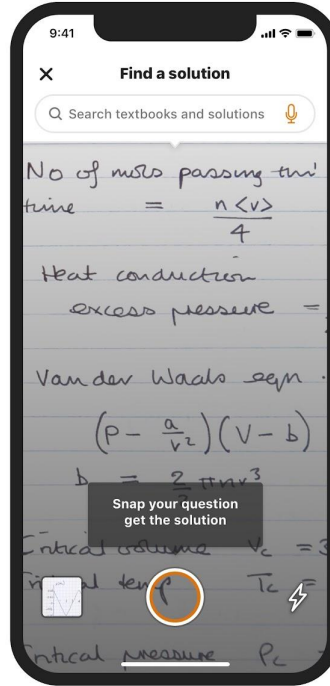 9:41
Find a solution
Search textbooks and solutions
No of mols passing thr'
time = n <v>
4
Heat conduction
excess pressure =
Van der Waals eqn.
(P - a/v²)(V - b)
b = 2 πnr³
Snap your question
get the solution
Critical volume Vc = 3
temp Tc =
Critical pressure Pc